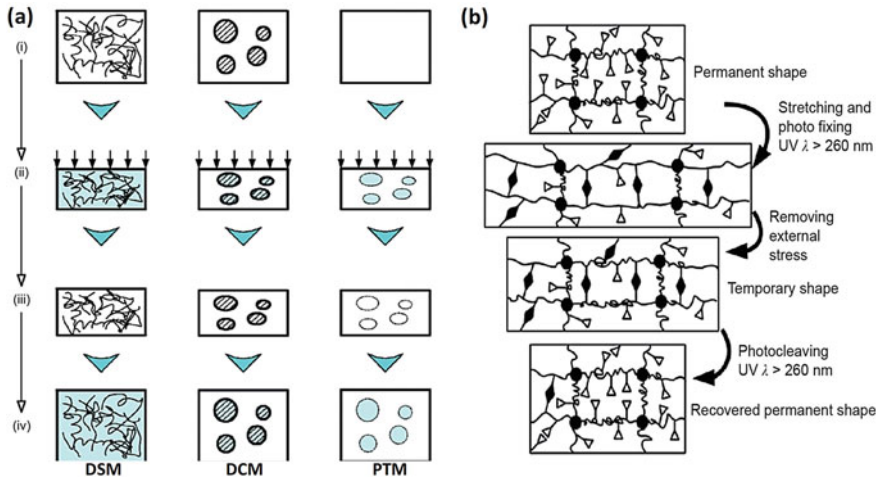 (a)
(i)
(ii)
(iii)
(iv)
DSM
DCM
PTM
(b)
Permanent shape
Stretching and
photo fixing
UV λ > 260 nm
Removing
external
stress
Temporary shape
Photocleaving
UV λ > 260 nm
Recovered permanent shape